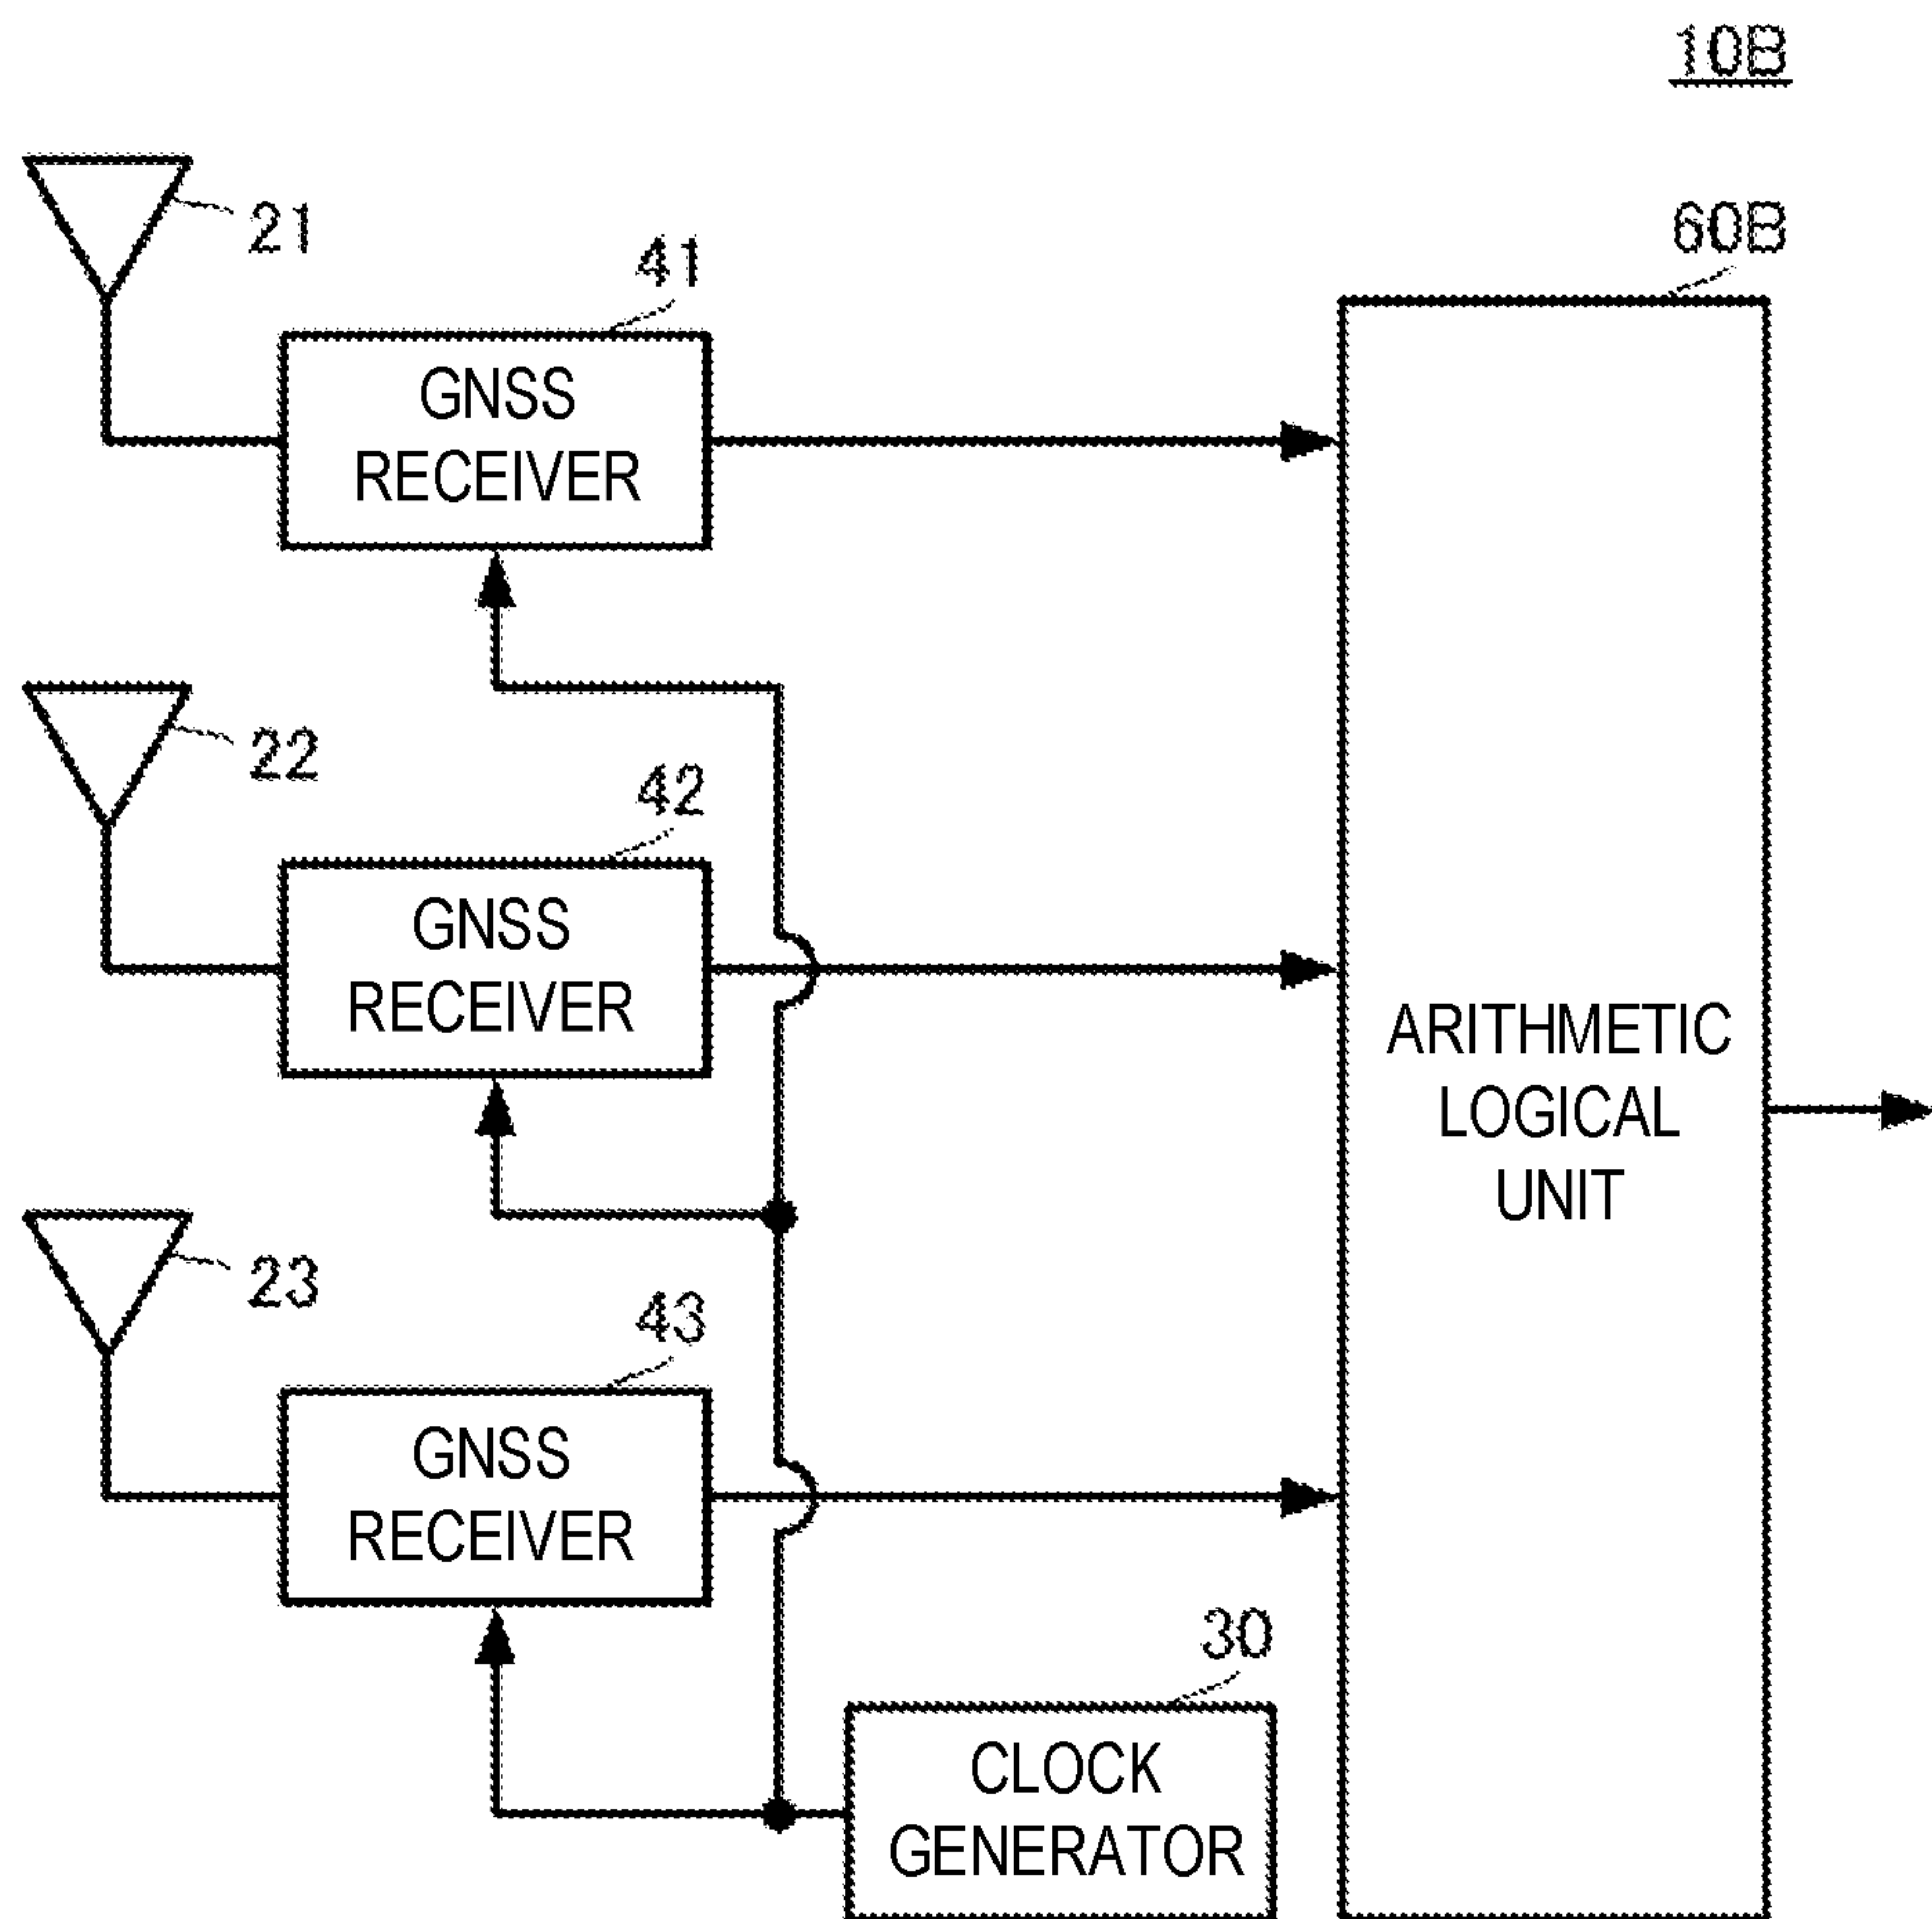 10B
21
41
60B
GNSS
RECEIVER
22
42
GNSS
RECEIVER
ARITHMETIC
LOGICAL
UNIT
23
43
GNSS
RECEIVER
30
CLOCK
GENERATOR